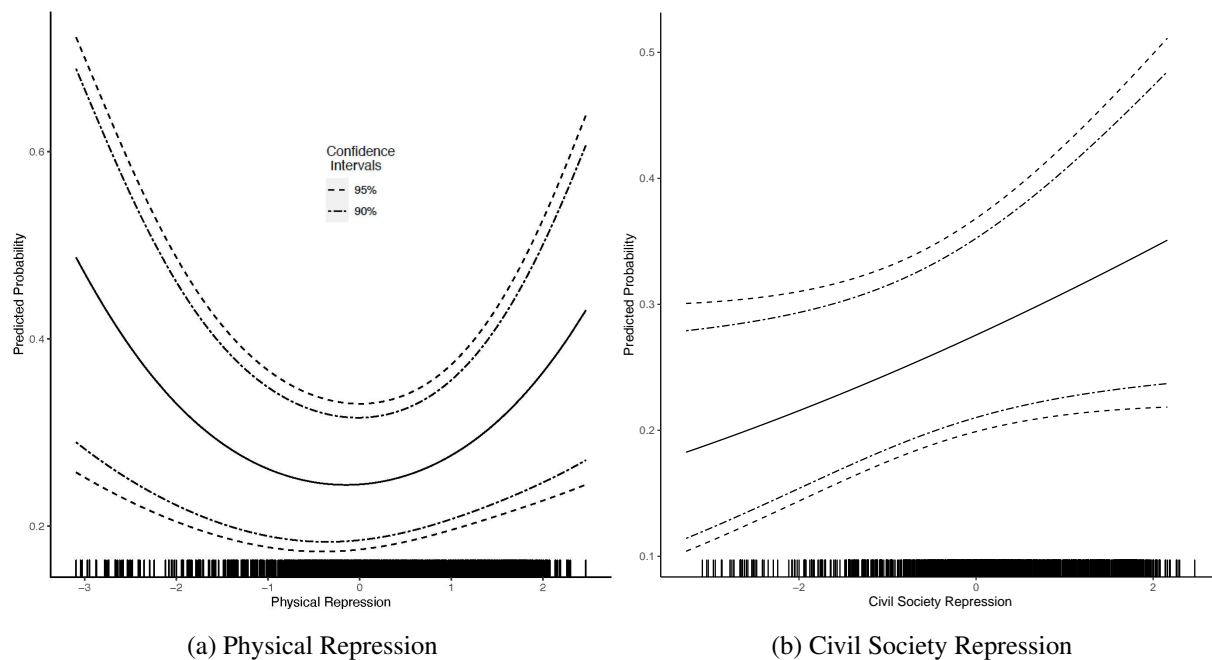 Predicted Probability
0.6
0.4
0.2
Confidence
Intervals
95%
90%
−3
−2
−1
0
1
2
Physical Repression
(a) Physical Repression
Predicted Probability
0.5
0.4
0.3
0.2
0.1
−2
0
2
Civil Society Repression
(b) Civil Society Repression